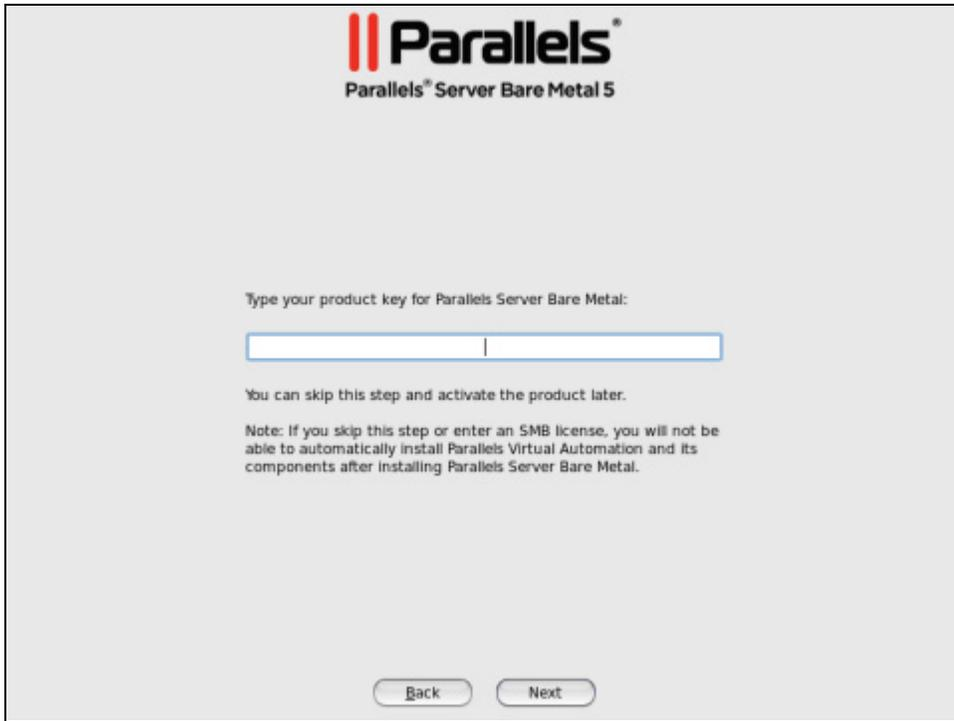 Parallels®
Parallels® Server Bare Metal 5
Type your product key for Parallels Server Bare Metal:
You can skip this step and activate the product later.
Note: If you skip this step or enter an SMB license, you will not be
able to automatically install Parallels Virtual Automation and its
components after installing Parallels Server Bare Metal.
Back
Next